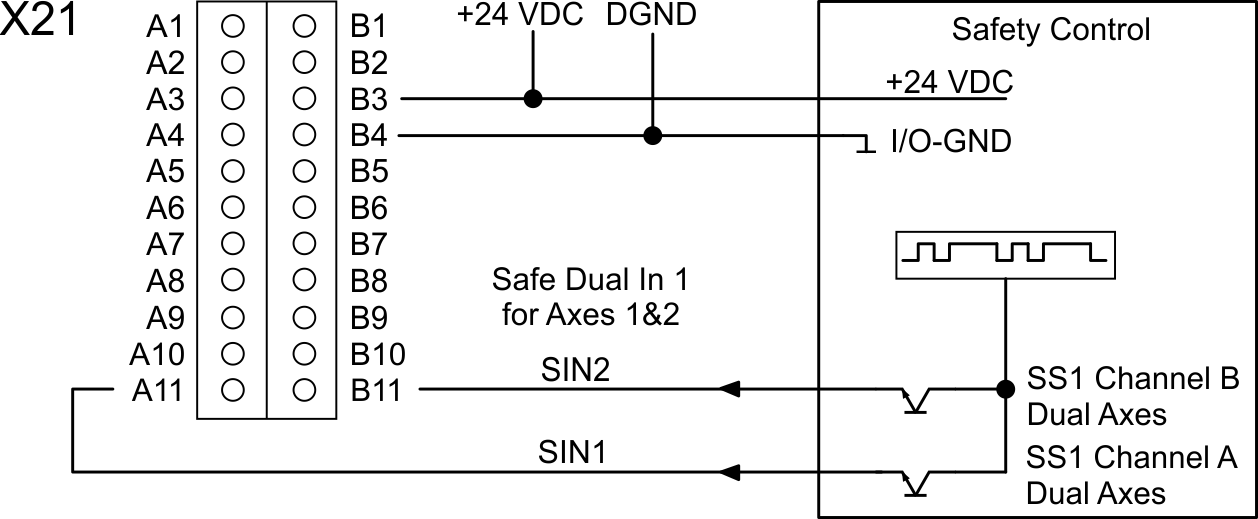 X21
A1
A2
A3
A4
A5
A6
A7
A8
A9
A10
A11
B1
B2
B3
B4
B5
B6
B7
B8
B9
B10
B11
+24 VDC
DGND
Safety Control
+24 VDC
I/O-GND
Safe Dual In 1
for Axes 1&2
SIN2
SIN1
SS1 Channel B
Dual Axes
SS1 Channel A
Dual Axes